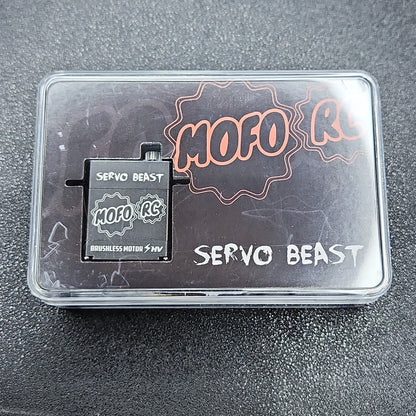 MOFO RC
SERVO BEAST
MOFO RC
BRUSHLESS MOTOR HV
SERVO BEAST